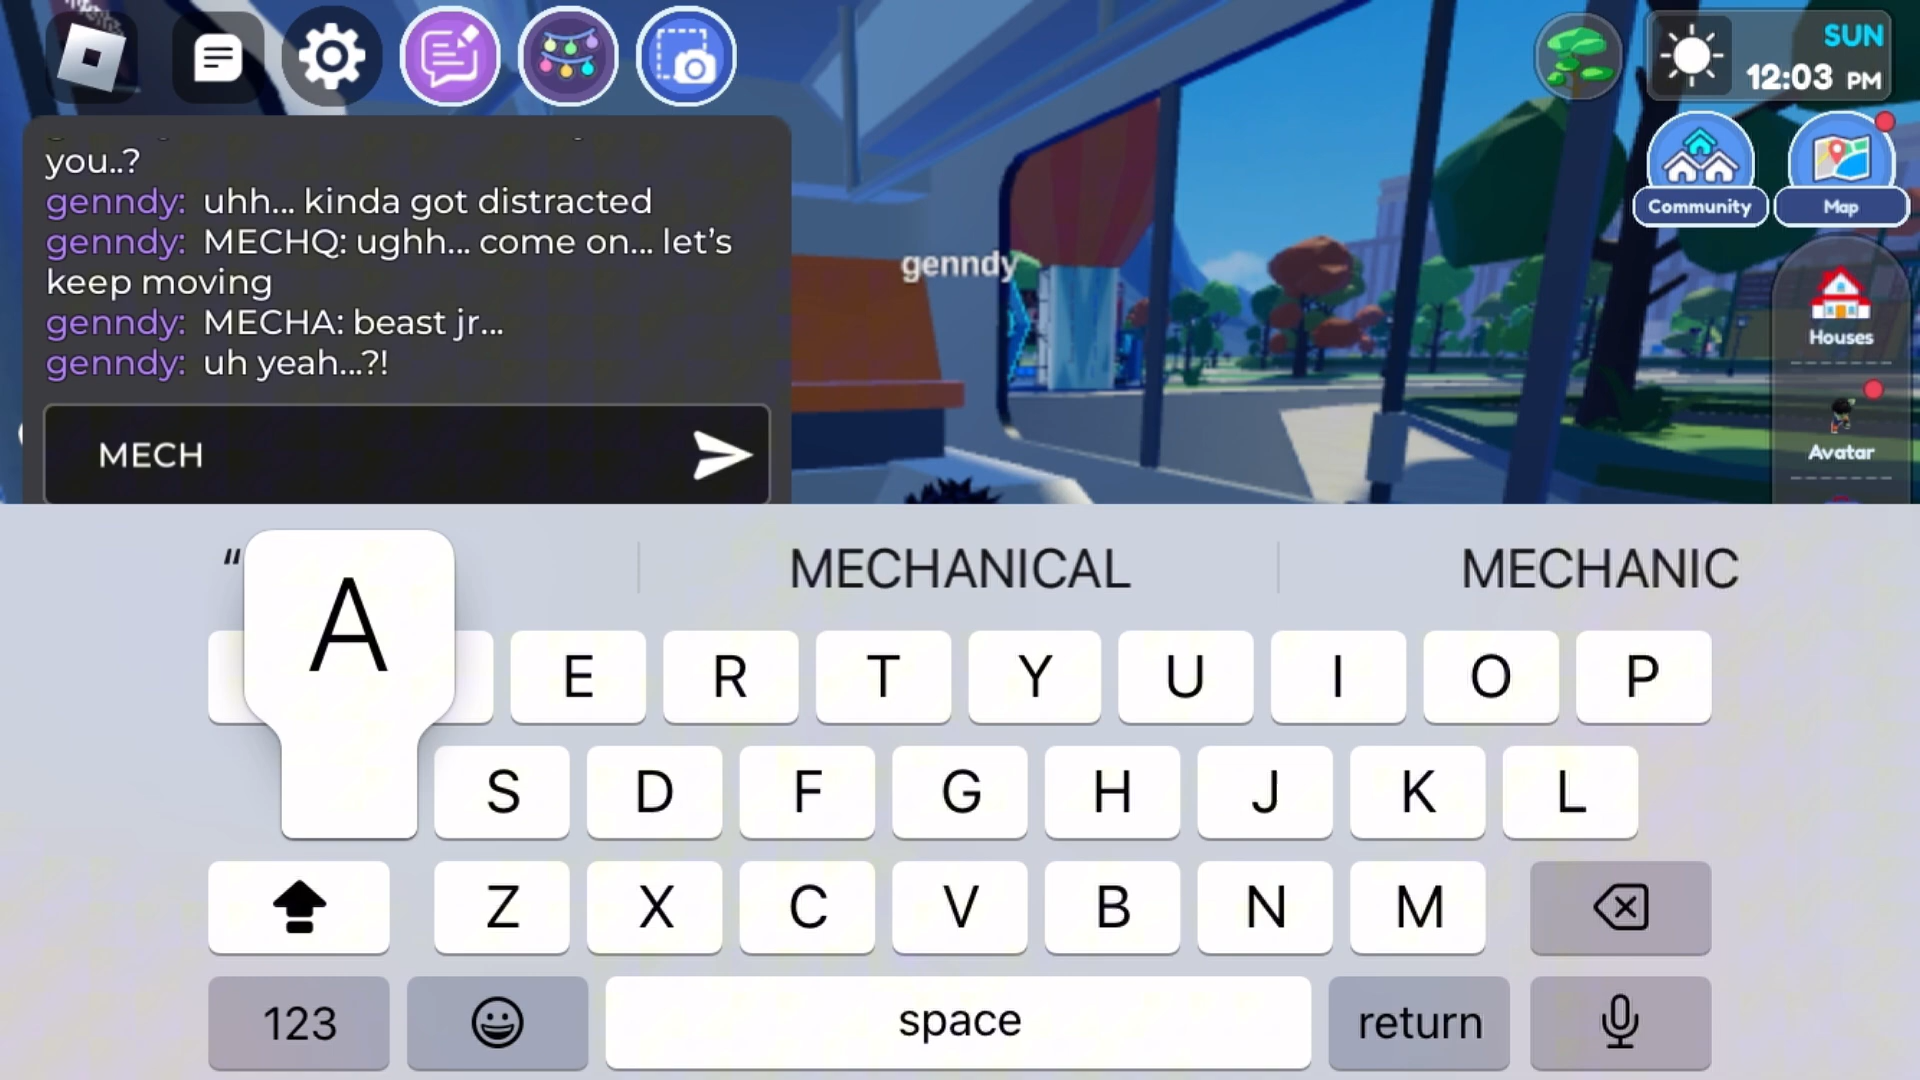 SUN
12:03 PM
you..?
genndy: uhh... kinda got distracted
genndy: MECHQ: ughh... come on... let’s
keep moving
genndy: MECHA: beast jr...
genndy: uh yeah...?!
MECH
genndy
Community
Map
Houses
Avatar
“
MECHANICAL
MECHANIC
A
E R T Y U I O P
S D F G H J K L
Z X C V B N M
123
space
return